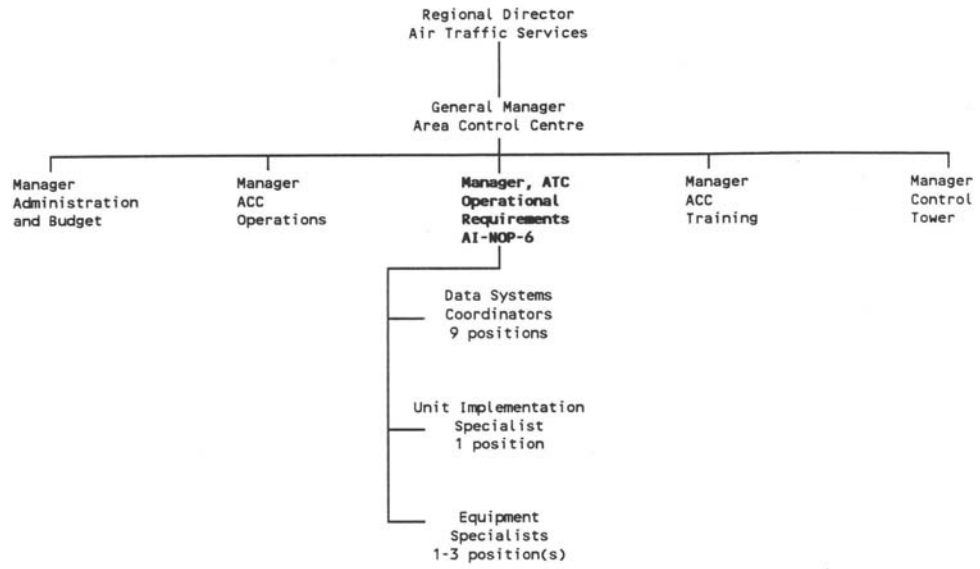 Regional Director
Air Traffic Services
General Manager
Area Control Centre
Manager
Administration
and Budget
Manager
ACC
Operations
Manager, ATC
Operational
Requirements
AI-NOP-6
Manager
ACC
Training
Manager
Control
Tower
Data Systems
Coordinators
9 positions
Unit Implementation
Specialist
1 position
Equipment
Specialists
1-3 position(s)